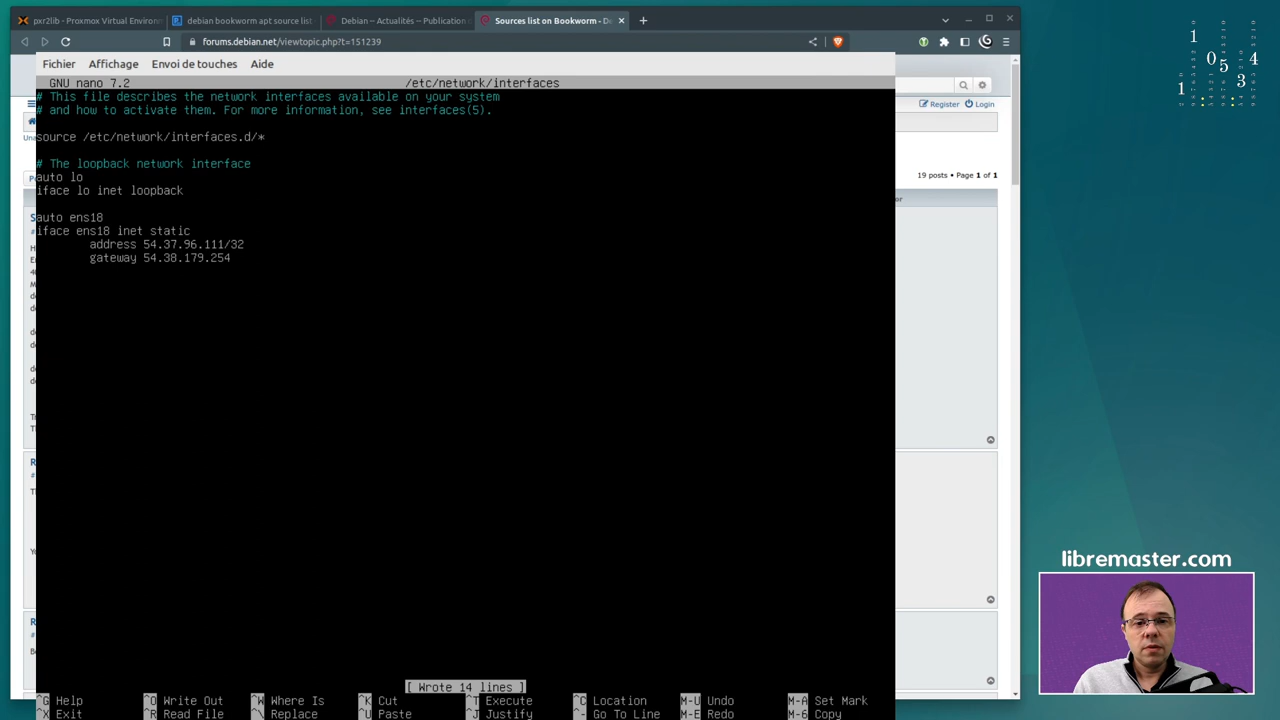 pxr2lib - Proxmox Virtual Environ
debian bookworm apt source list
Debian -- Actualités -- Publication
Sources list on Bookworm - De
forums.debian.net/viewtopic.php?t=151239
Fichier Affichage Envoi de touches Aide
GNU nano 7.2 /etc/network/interfaces
# This file describes the network interfaces available on your system
# and how to activate them. For more information, see interfaces(5).
source /etc/network/interfaces.d/*
# The loopback network interface
auto lo
iface lo inet loopback
auto ens18
iface ens18 inet static
address 54.37.96.111/32
gateway 54.38.179.254
Register Login
19 posts • Page 1 of 1
libremaster.com
[ Wrote 14 lines ]
^G Help ^O Write Out ^W Where Is ^K Cut ^T Execute ^C Location M-U Undo M-A Set Mark
^X Exit ^R Read File ^\ Replace ^U Paste ^J Justify ^- Go To Line M-E Redo M-6 Copy